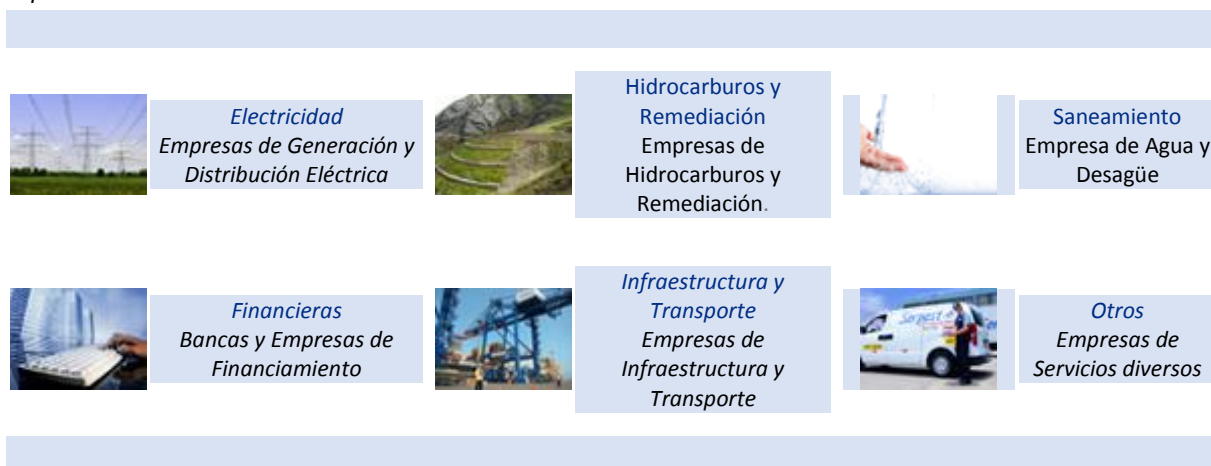 Electricidad
Empresas de Generación y
Distribución Eléctrica
Hidrocarburos y
Remediación
Empresas de
Hidrocarburos y
Remediación.
Saneamiento
Empresa de Agua y
Desagüe
Financieras
Bancas y Empresas de
Financiamiento
Infraestructura y
Transporte
Empresas de
Infraestructura y
Transporte
Otros
Empresas de
Servicios diversos